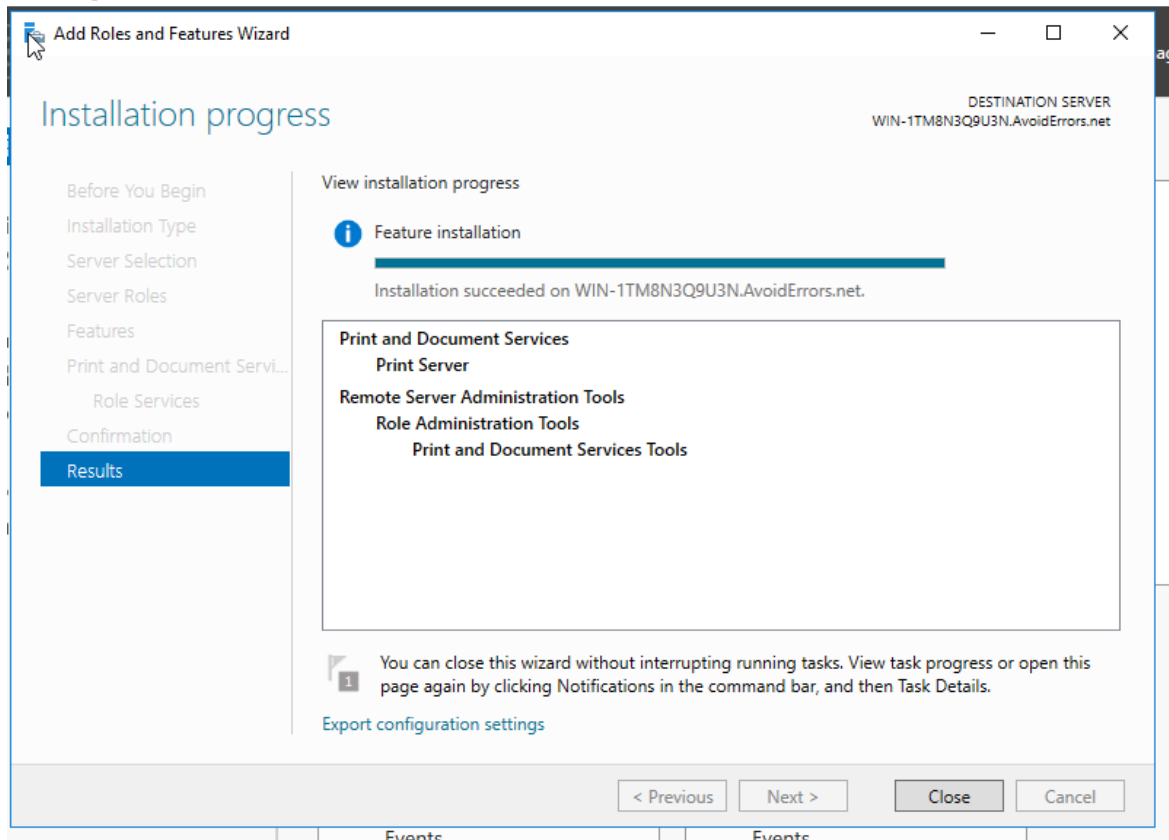 Add Roles and Features Wizard
Installation progress
DESTINATION SERVER
WIN-1TM8N3Q9U3N.AvoidErrors.net
Before You Begin
Installation Type
Server Selection
Server Roles
Features
Print and Document Servi...
Role Services
Confirmation
Results
View installation progress
Feature installation
Installation succeeded on WIN-1TM8N3Q9U3N.AvoidErrors.net.
Print and Document Services
Print Server
Remote Server Administration Tools
Role Administration Tools
Print and Document Services Tools
1
You can close this wizard without interrupting running tasks. View task progress or open this
page again by clicking Notifications in the command bar, and then Task Details.
Export configuration settings
< Previous
Next >
Close
Cancel
Events
Events